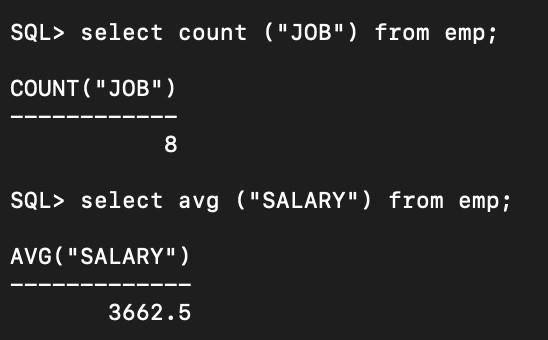 SQL> select count ("JOB") from emp;
COUNT("JOB")
------------
8
SQL> select avg ("SALARY") from emp;
AVG("SALARY")
-------------
3662.5